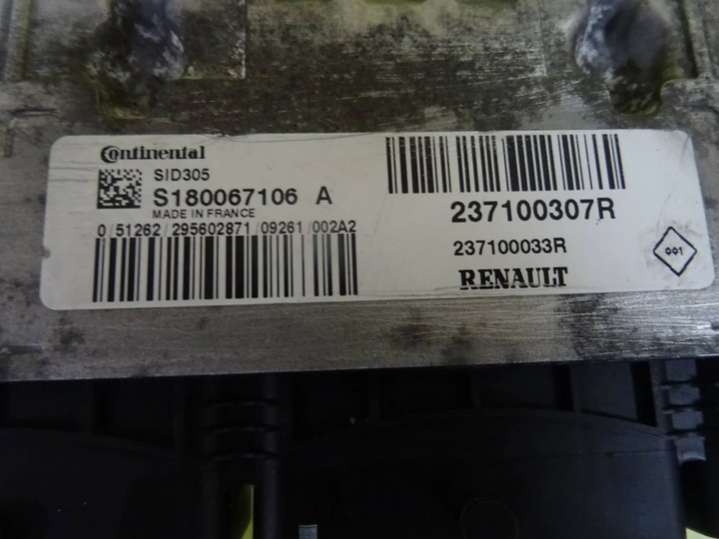 Continental
SID305
S180067106 A
MADE IN FRANCE
0/51262/295602871/09261/002A2
237100307R
237100033R
RENAULT
001